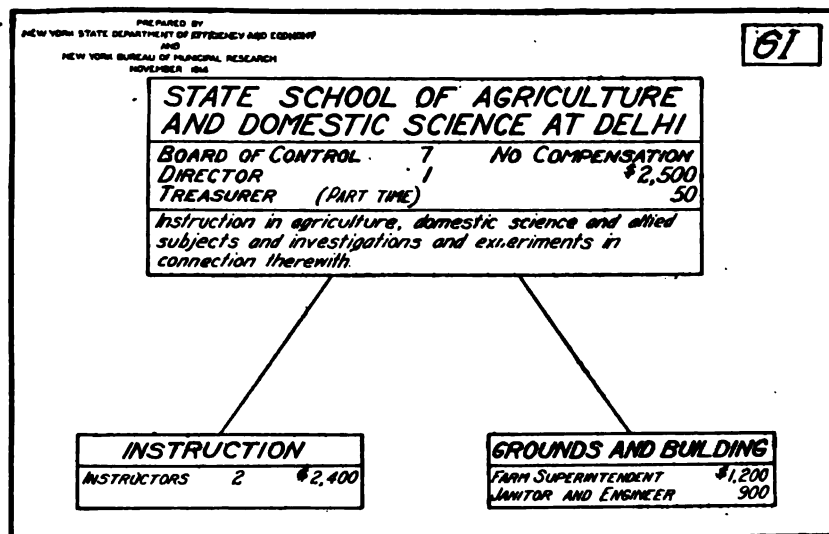 PREPARED BY
NEW YORK STATE DEPARTMENT OF EFFICIENCY AND ECONOMY
AND
NEW YORK BUREAU OF MUNICIPAL RESEARCH
NOVEMBER 1914
61
STATE SCHOOL OF AGRICULTURE
AND DOMESTIC SCIENCE AT DELHI
BOARD OF CONTROL 7 NO COMPENSATION
DIRECTOR 1 $2,500
TREASURER (PART TIME) 50
Instruction in agriculture, domestic science and allied
subjects and investigations and experiments in
connection therewith.
INSTRUCTION
INSTRUCTORS 2 $2,400
GROUNDS AND BUILDING
FARM SUPERINTENDENT $1,200
JANITOR AND ENGINEER 900